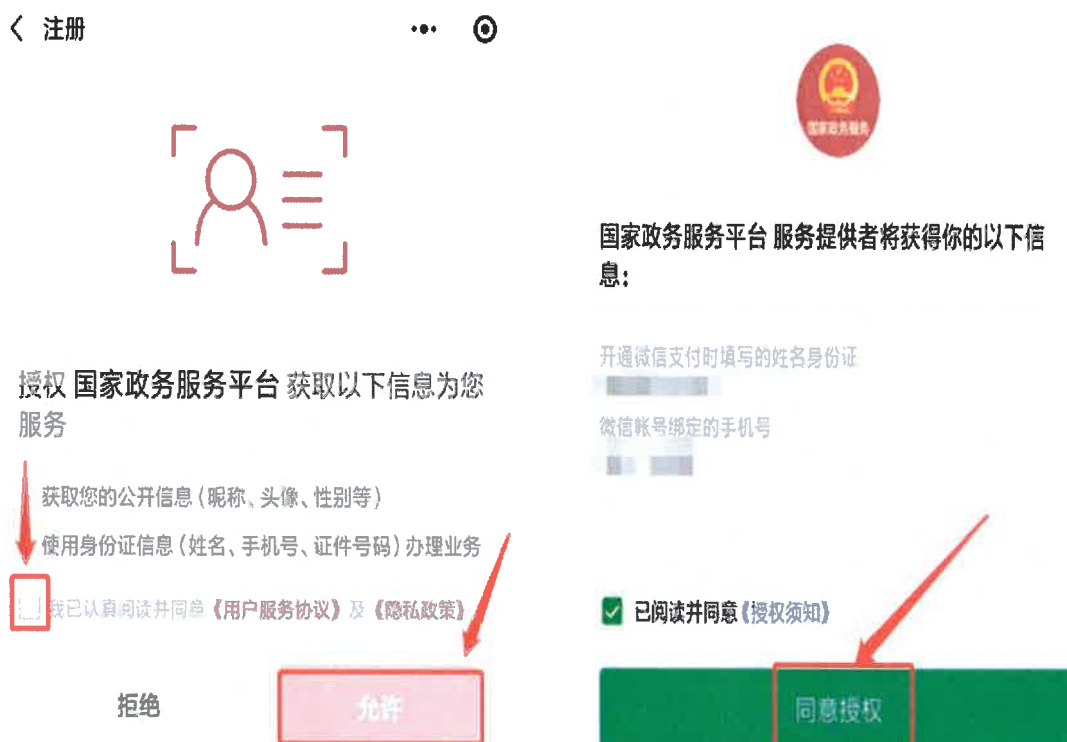 注册
授权 国家政务服务平台 获取以下信息为您
服务
获取您的公开信息（昵称、头像、性别等）
使用身份证信息（姓名、手机号、证件号码）办理业务
我已认真阅读并同意《用户服务协议》及《隐私政策》
拒绝
允许
国家政务服务
国家政务服务平台 服务提供者将获得你的以下信
息：
开通微信支付时填写的姓名身份证
微信帐号绑定的手机号
已阅读并同意《授权须知》
同意授权